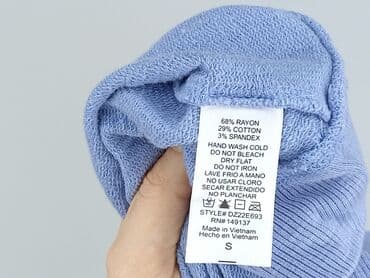 68% RAYON
29% COTTON
3% SPANDEX
HAND WASH COLD
DO NOT BLEACH
DRY FLAT
DO NOT IRON
LAVE FRIO A MANO
NO USAR CLORO
SECAR EXTENDIDO
NO PLANCHAR
STYLE# DZ22E693
RN# 149137
Made in Vietnam
Hecho en Vietnam
S